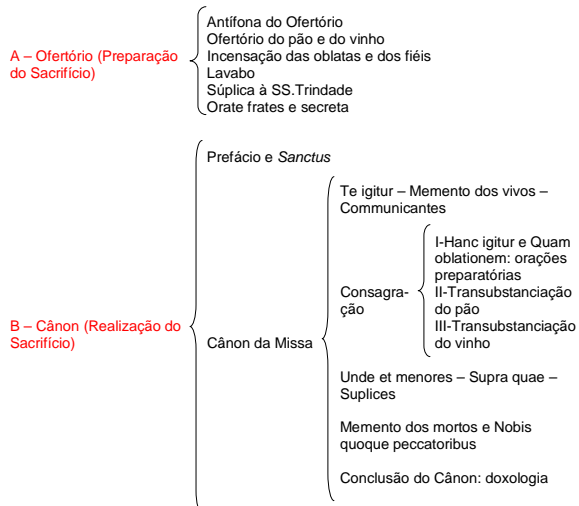 A – Ofertório (Preparação
do Sacrifício)
Antífona do Ofertório
Ofertório do pão e do vinho
Incensação das oblatas e dos fiéis
Lavabo
Súplica à SS.Trindade
Orate frates e secreta
B – Cânon (Realização do
Sacrifício)
Prefácio e Sanctus
Cânon da Missa
Te igitur – Memento dos vivos –
Communicantes
Consagra-
ção
I-Hanc igitur e Quam
oblationem: orações
preparatórias
II-Transubstanciação
do pão
III-Transubstanciação
do vinho
Unde et menores – Supra quae –
Suplices
Memento dos mortos e Nobis
quoque peccatoribus
Conclusão do Cânon: doxologia